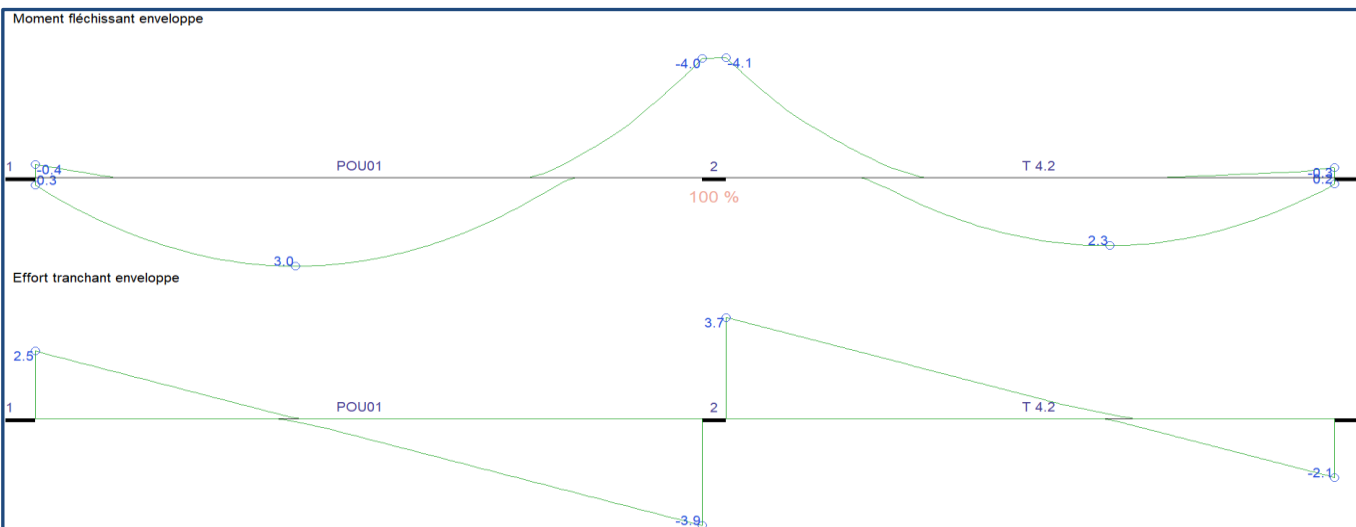 Moment fléchissant enveloppe
-4.0 -4.1
1 -0.4 POU01 2 T 4.2 -0.3
0.3 0.2
100 %
3.0 2.3
Effort tranchant enveloppe
2.5 3.7
1 POU01 2 T 4.2
-3.9 -2.1